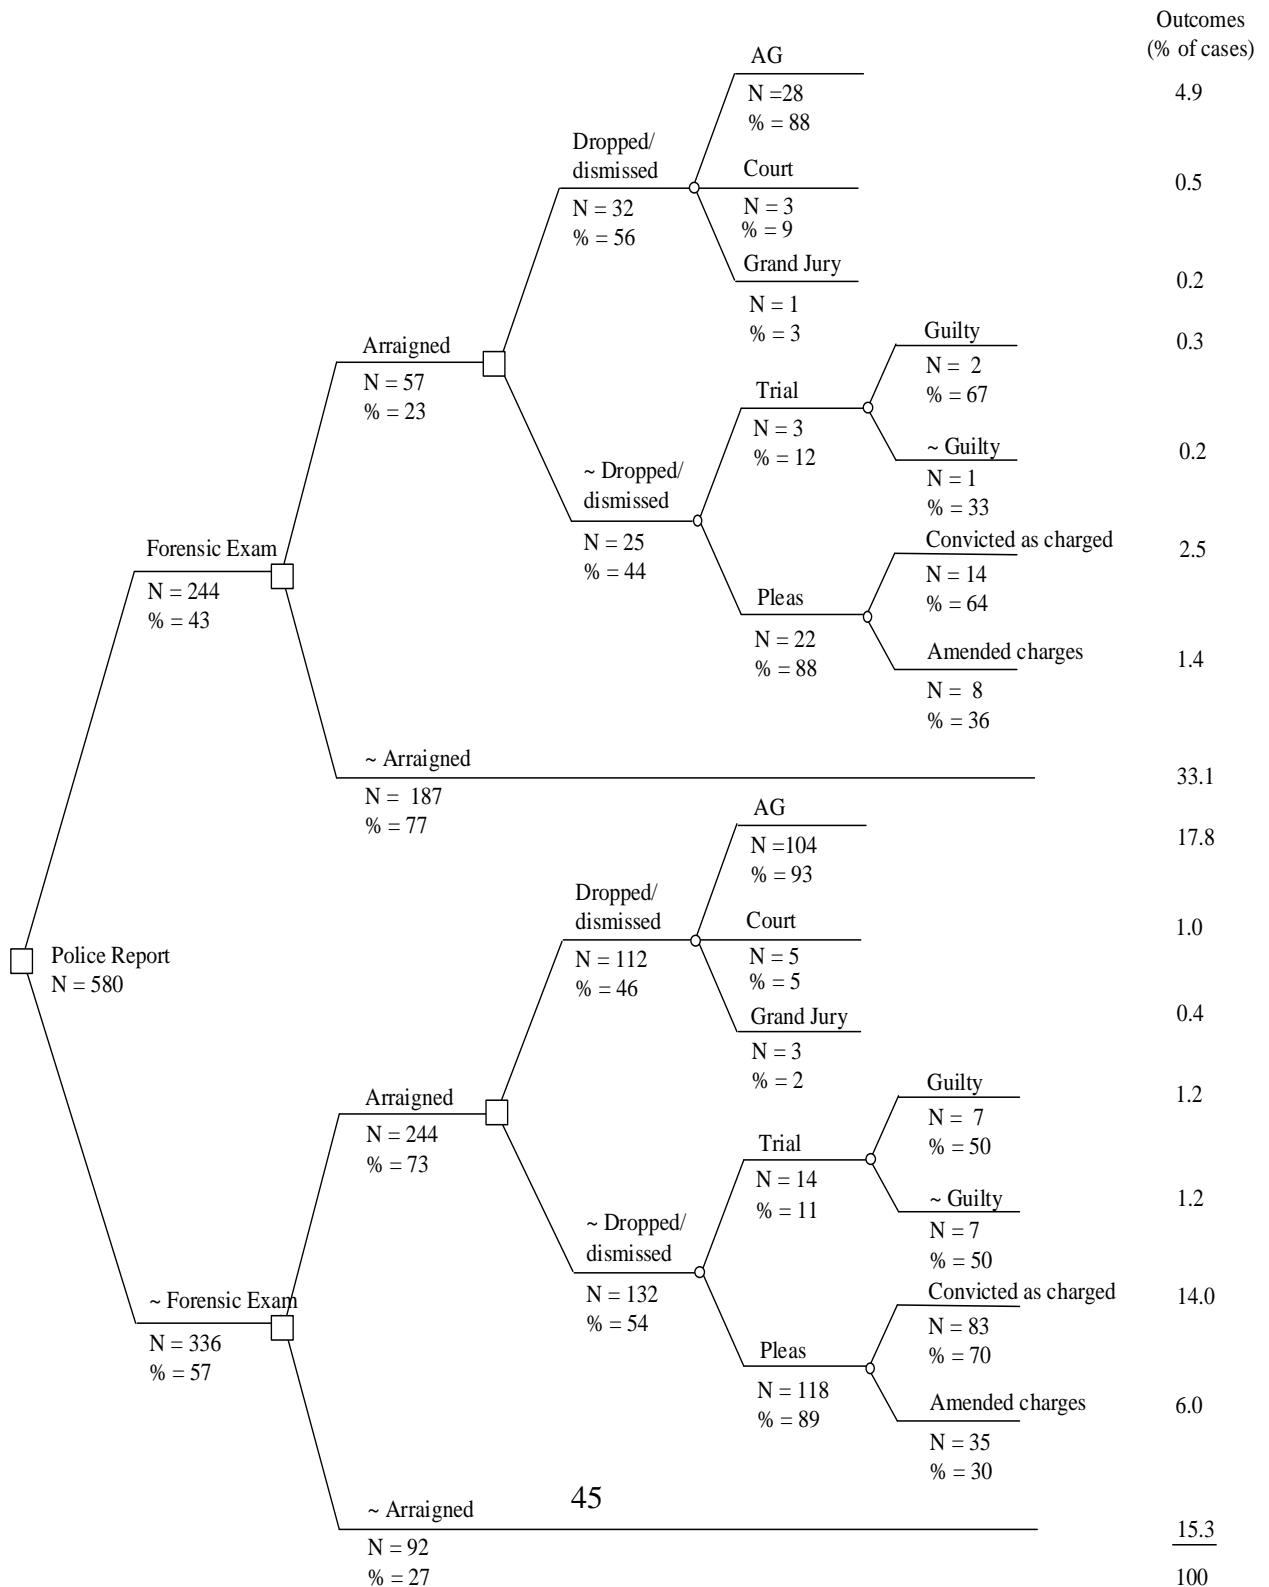 Outcomes
(% of cases)
AG
N =28
% = 88
4.9
Dropped/
dismissed
N = 32
% = 56
Court
N = 3
% = 9
0.5
Grand Jury
N = 1
% = 3
0.2
Arraigned
N = 57
% = 23
Guilty
N = 2
% = 67
0.3
Trial
N = 3
% = 12
~ Guilty
N = 1
% = 33
0.2
~ Dropped/
dismissed
N = 25
% = 44
Forensic Exam
N = 244
% = 43
Convicted as charged
N = 14
% = 64
2.5
Pleas
N = 22
% = 88
Amended charges
N = 8
% = 36
1.4
~ Arraigned
N = 187
% = 77
33.1
AG
N =104
% = 93
17.8
Dropped/
dismissed
N = 112
% = 46
Court
N = 5
% = 5
1.0
Police Report
N = 580
Grand Jury
N = 3
% = 2
0.4
Arraigned
N = 244
% = 73
Guilty
N = 7
% = 50
1.2
Trial
N = 14
% = 11
~ Guilty
N = 7
% = 50
1.2
~ Dropped/
dismissed
N = 132
% = 54
~ Forensic Exam
N = 336
% = 57
Convicted as charged
N = 83
% = 70
14.0
Pleas
N = 118
% = 89
Amended charges
N = 35
% = 30
6.0
45
~ Arraigned
N = 92
% = 27
15.3
100